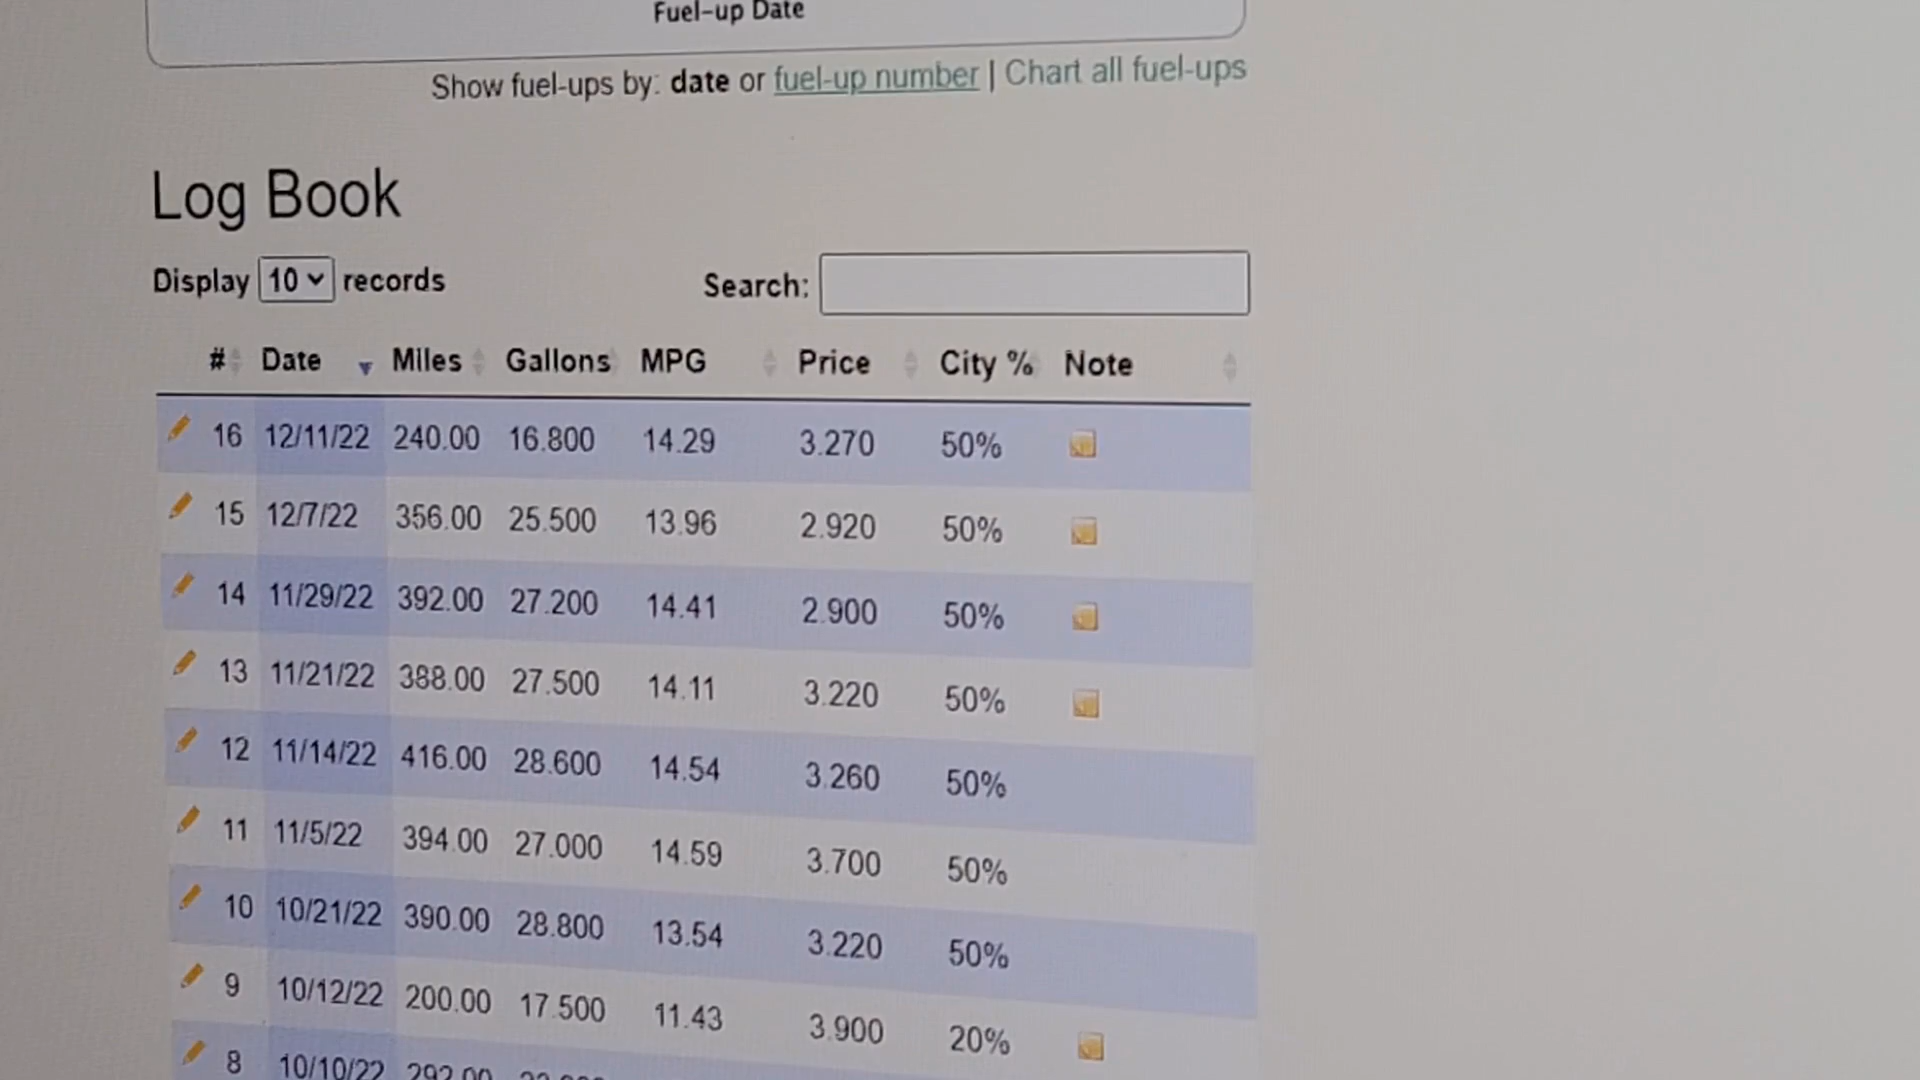 Fuel-up Date
Show fuel-ups by: date or fuel-up number | Chart all fuel-ups
Log Book
Display 10 records Search:
# Date Miles Gallons MPG Price City % Note
16 12/11/22 240.00 16.800 14.29 3.270 50%
15 12/7/22 356.00 25.500 13.96 2.920 50%
14 11/29/22 392.00 27.200 14.41 2.900 50%
13 11/21/22 388.00 27.500 14.11 3.220 50%
12 11/14/22 416.00 28.600 14.54 3.260 50%
11 11/5/22 394.00 27.000 14.59 3.700 50%
10 10/21/22 390.00 28.800 13.54 3.220 50%
9 10/12/22 200.00 17.500 11.43 3.900 20%
8 10/10/22 292.00